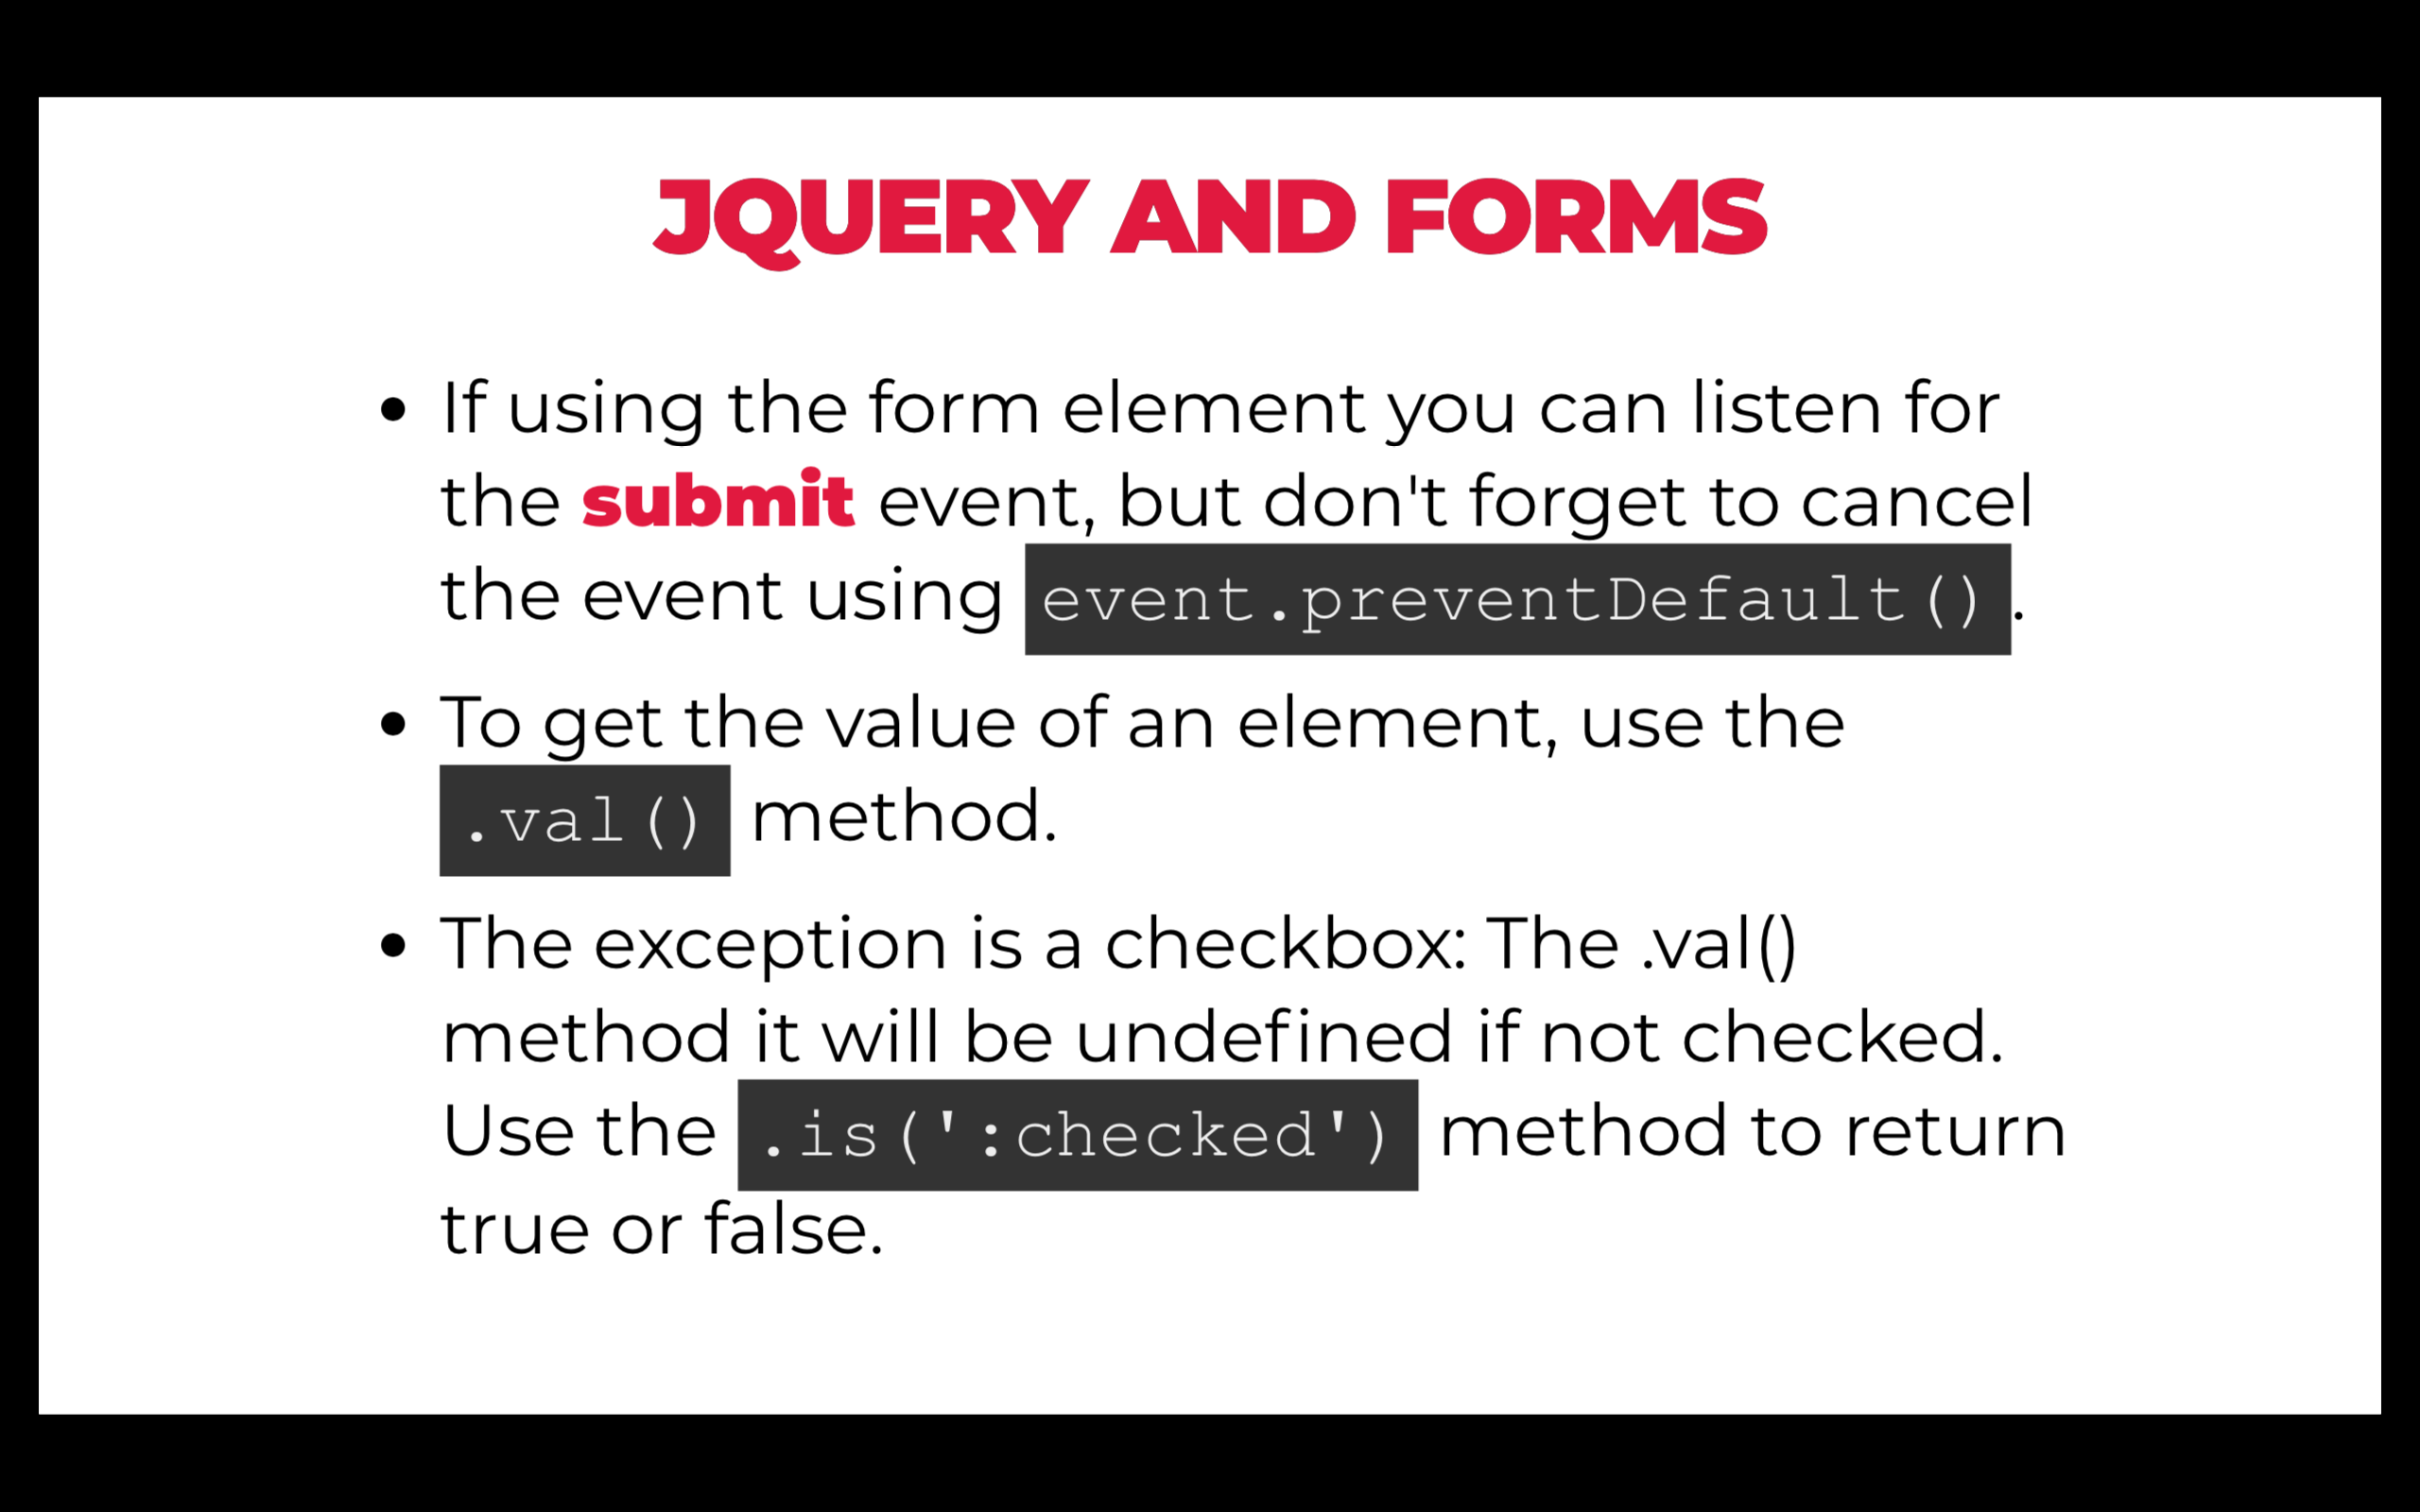 JQUERY AND FORMS
• If using the form element you can listen for
the submit event, but don't forget to cancel
the event using event.preventDefault().
• To get the value of an element, use the
.val() method.
• The exception is a checkbox: The .val()
method it will be undefined if not checked.
Use the .is(':checked') method to return
true or false.